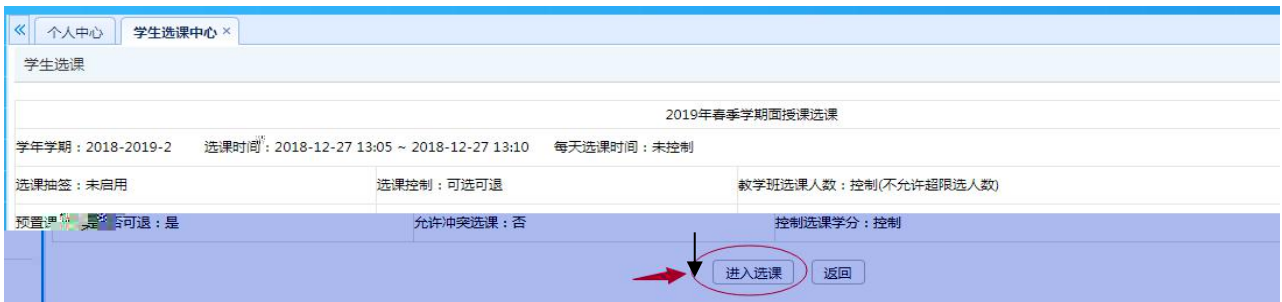 个人中心 学生选课中心 ×
学生选课
2019年春季学期面授课选课
学年学期：2018-2019-2 选课时间：2018-12-27 13:05 ~ 2018-12-27 13:10 每天选课时间：未控制
选课抽签：未启用 选课控制：可选可退 教学班选课人数：控制(不允许超限选人数)
预置课 是否可退：是 允许冲突选课：否 控制选课学分：控制
进入选课 返回